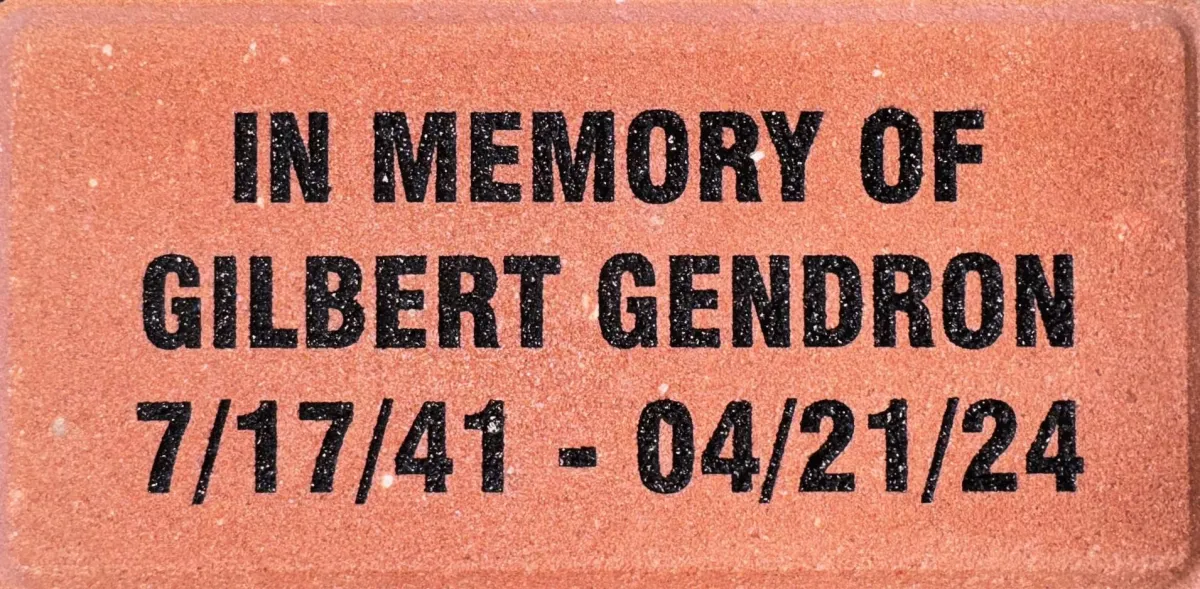 IN MEMORY OF
GILBERT GENDRON
7/17/41 - 04/21/24